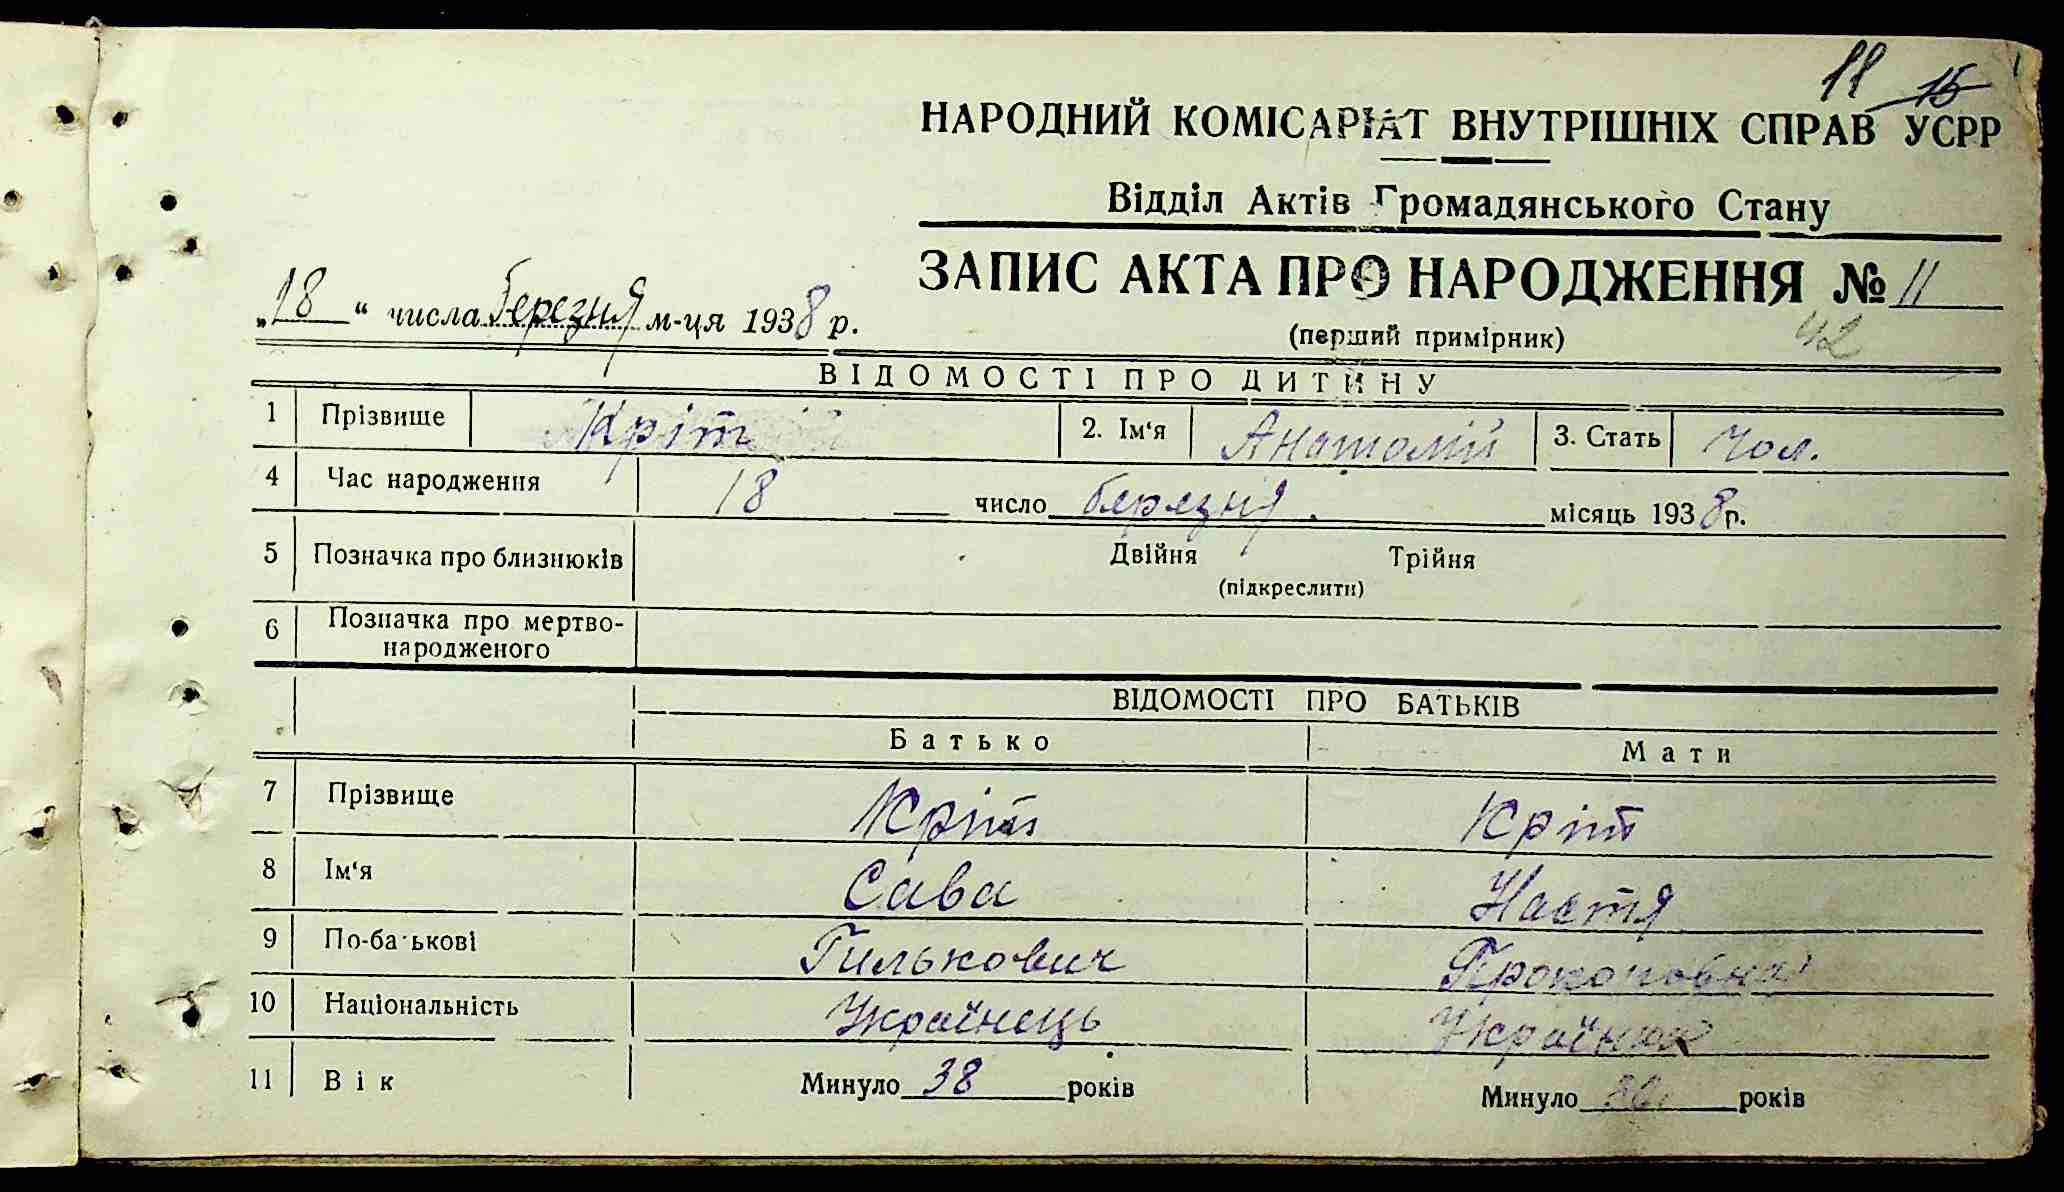 11 15
НАРОДНИЙ КОМІСАРІАТ ВНУТРІШНІХ СПРАВ УСРР
Відділ Актів Громадянського Стану
ЗАПИС АКТА ПРО НАРОДЖЕННЯ № 11
„18“ числа березня м-ця 1938 р.
(перший примірник) 42
ВІДОМОСТІ ПРО ДИТИНУ
1 Прізвище Кріт 2. Ім'я Анатолій 3. Стать Чол.
4 Час народження 18 число березня місяць 1938 р.
5 Позначка про близнюків Двійня Трійня
(підкреслити)
6 Позначка про мертво-
народженого
ВІДОМОСТІ ПРО БАТЬКІВ
Батько Мати
7 Прізвище Кріт Кріт
8 Ім'я Сава Настя
9 По-батькові Гилькович Прокоповна
10 Національність Українець Українка
11 Вік Минуло 38 років Минуло років